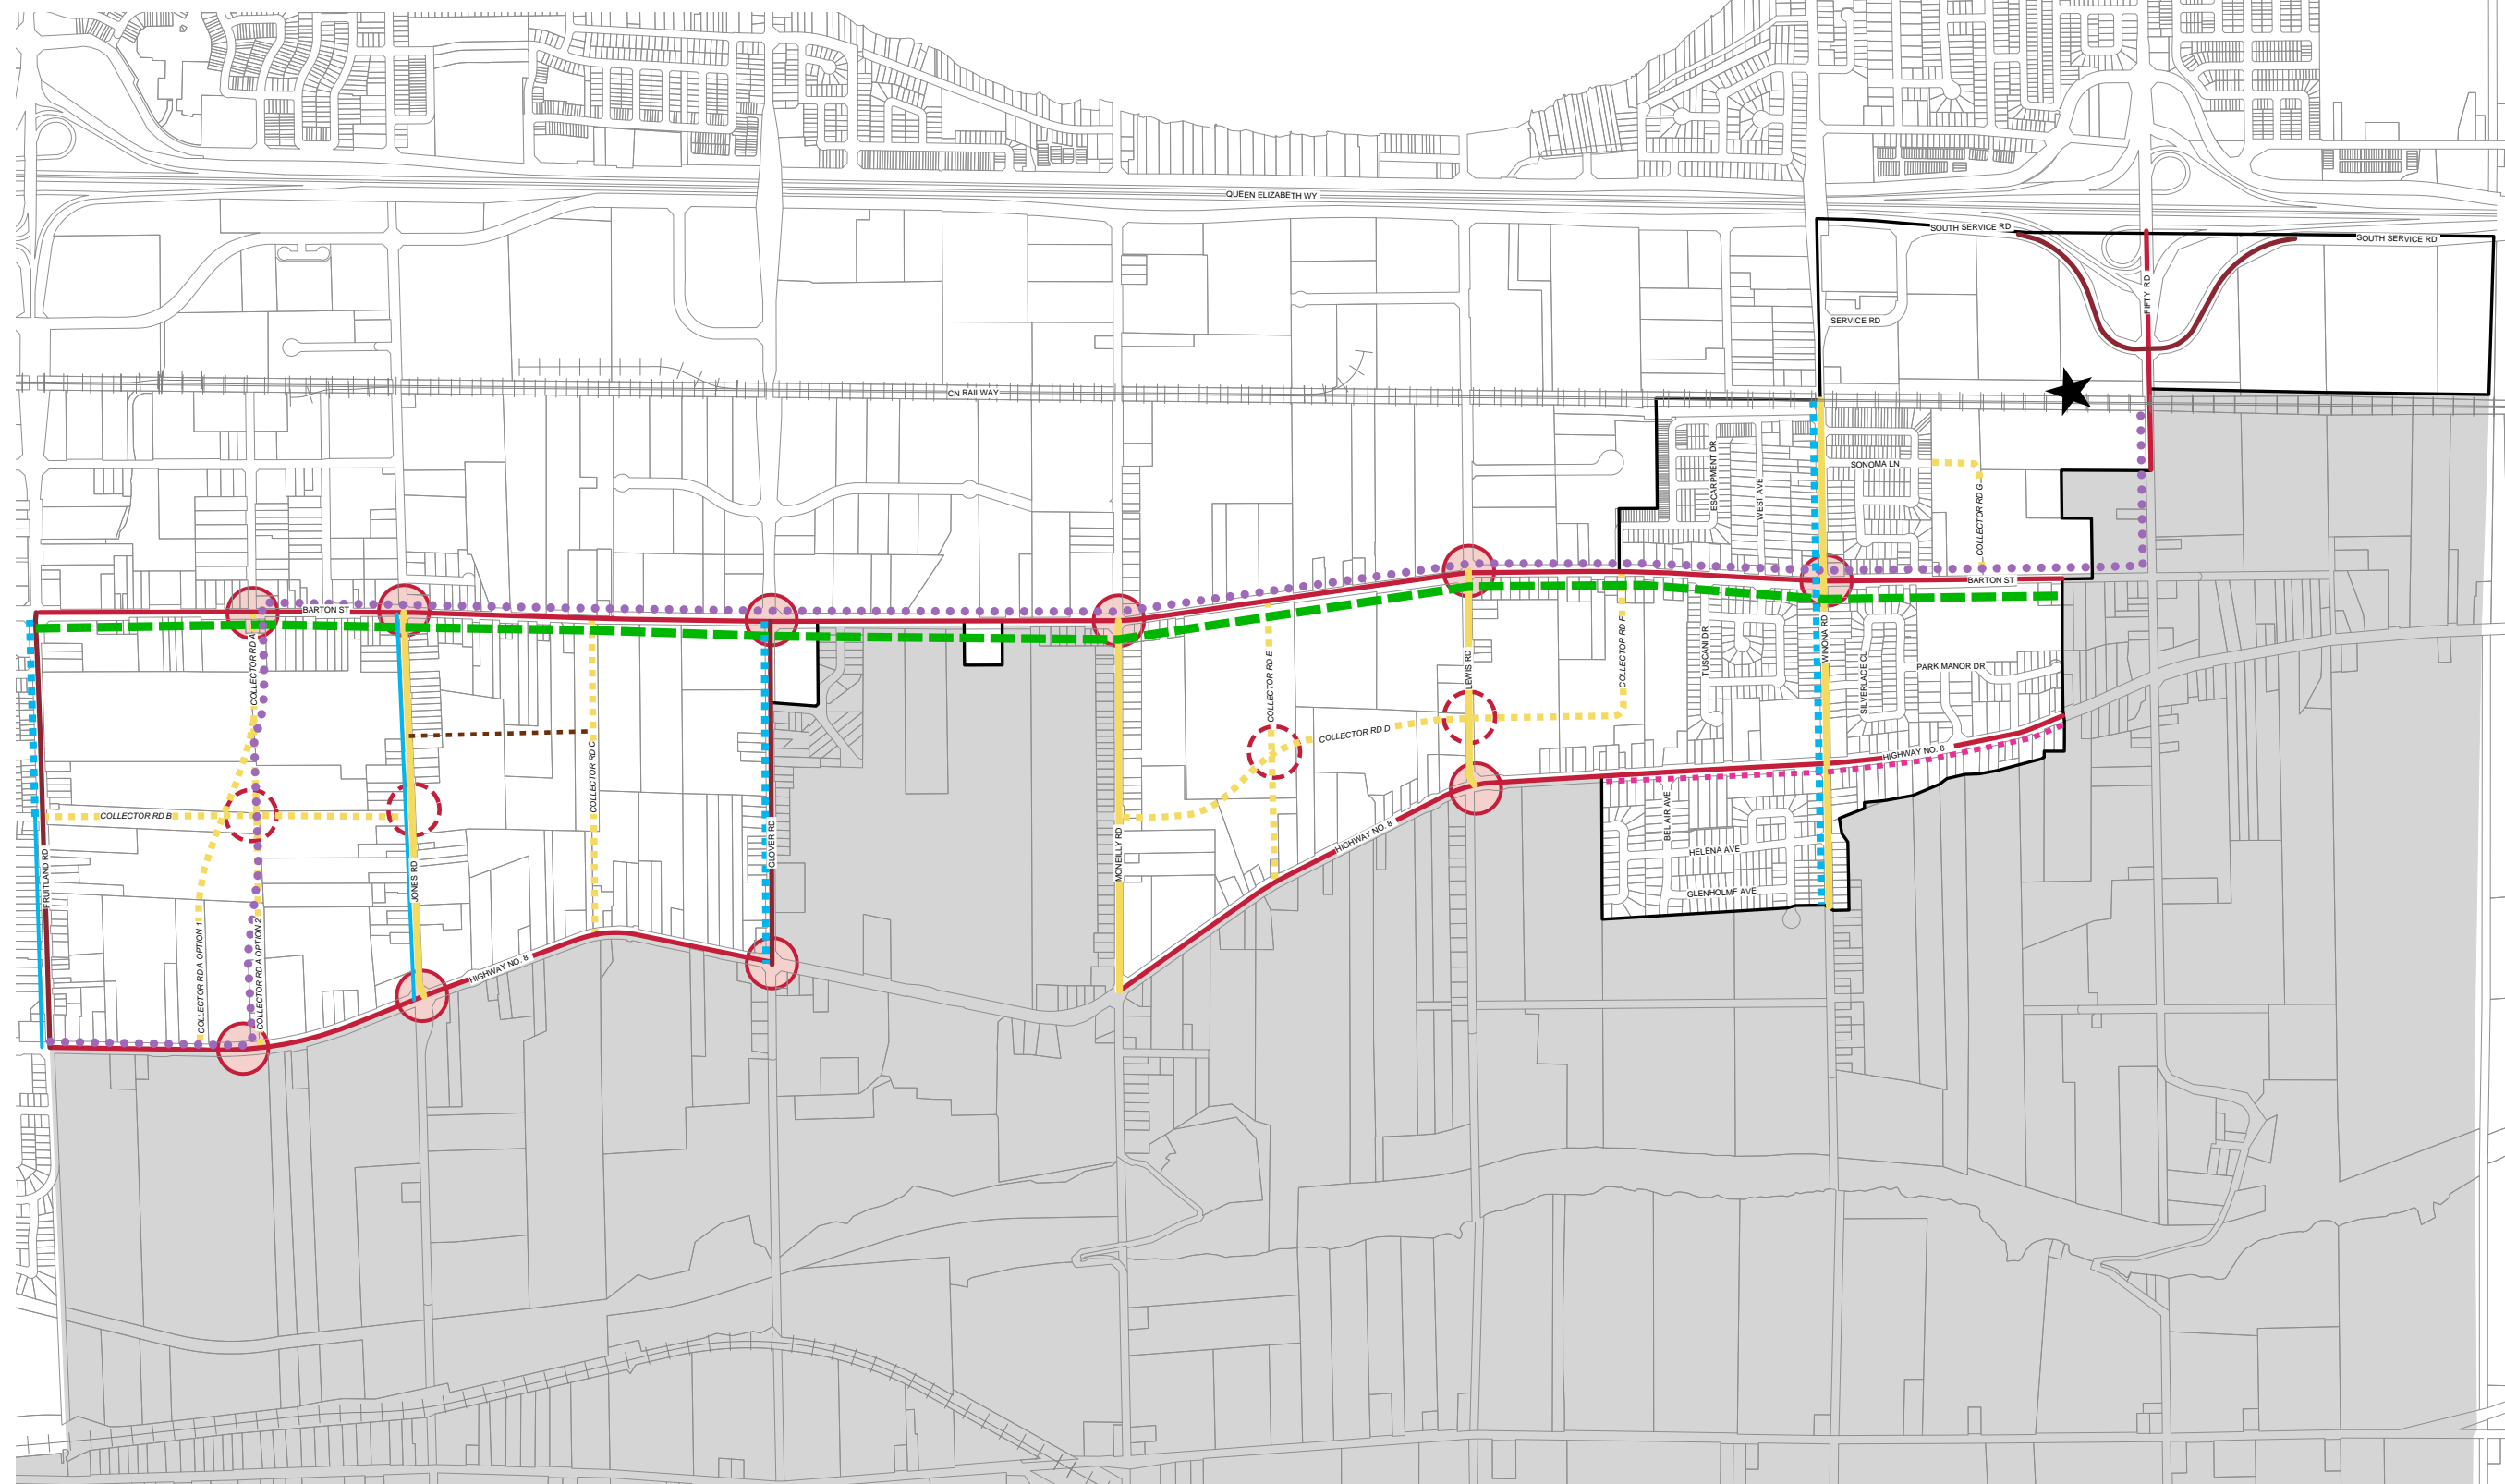 QUEEN ELIZABETH WY
SOUTH SERVICE RD
SOUTH SERVICE RD
FIFTY RD
SERVICE RD
CN RAILWAY
ESCARPMENT DR
WEST AVE
SONOMA LN
COLLECTOR RD G
BARTON ST
BARTON ST
COLLECTOR RD A
COLLECTOR RD E
LEWIS RD
COLLECTOR RD F
TUSCANI DR
WINONA RD
SILVERLACE CL
PARK MANOR DR
COLLECTOR RD D
HIGHWAY NO. 8
COLLECTOR RD C
COLLECTOR RD B
FRUITLAND RD
JONES RD
GLOVER RD
MCNEILLY RD
HIGHWAY NO. 8
BEL AIR AVE
HELENA AVE
GLENHOLME AVE
COLLECTOR RD A OPTION 1
COLLECTOR RD A OPTION 2
HIGHWAY NO. 8